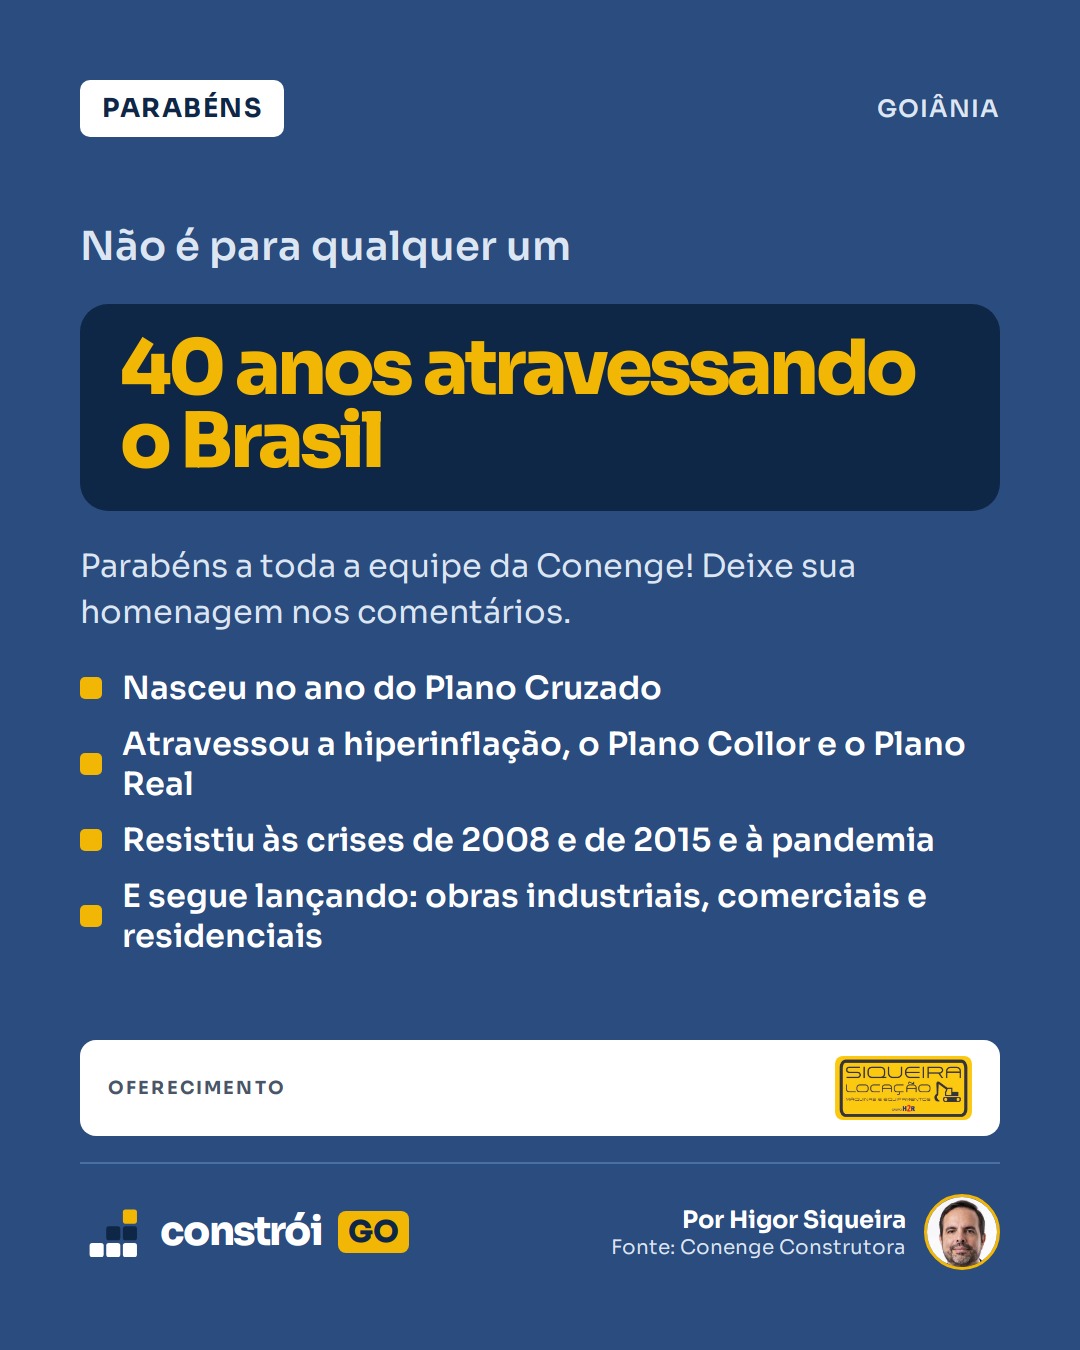 PARABÉNS
GOIÂNIA
Não é para qualquer um
40 anos atravessando
o Brasil
Parabéns a toda a equipe da Conenge! Deixe sua
homenagem nos comentários.
Nasceu no ano do Plano Cruzado
Atravessou a hiperinflação, o Plano Collor e o Plano
Real
Resistiu às crises de 2008 e de 2015 e à pandemia
E segue lançando: obras industriais, comerciais e
residenciais
OFERECIMENTO
SIQUEIRA
LOCAÇÃO
MÁQUINAS E EQUIPAMENTOS
constrói GO
Por Higor Siqueira
Fonte: Conenge Construtora